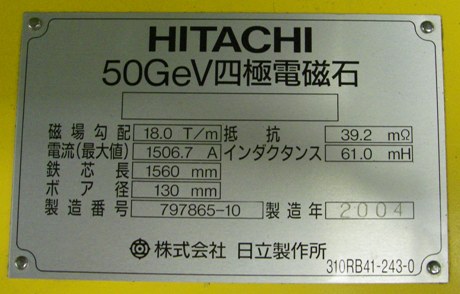 HITACHI
50GeV四極電磁石
磁場勾配 18.0 T/m 抵抗 39.2 mΩ
電流(最大値) 1506.7 A インダクタンス 61.0 mH
鉄芯長 1560 mm
ボア径 130 mm
製造番号 797865-10 製造年 2004
株式会社 日立製作所
310RB41-243-0